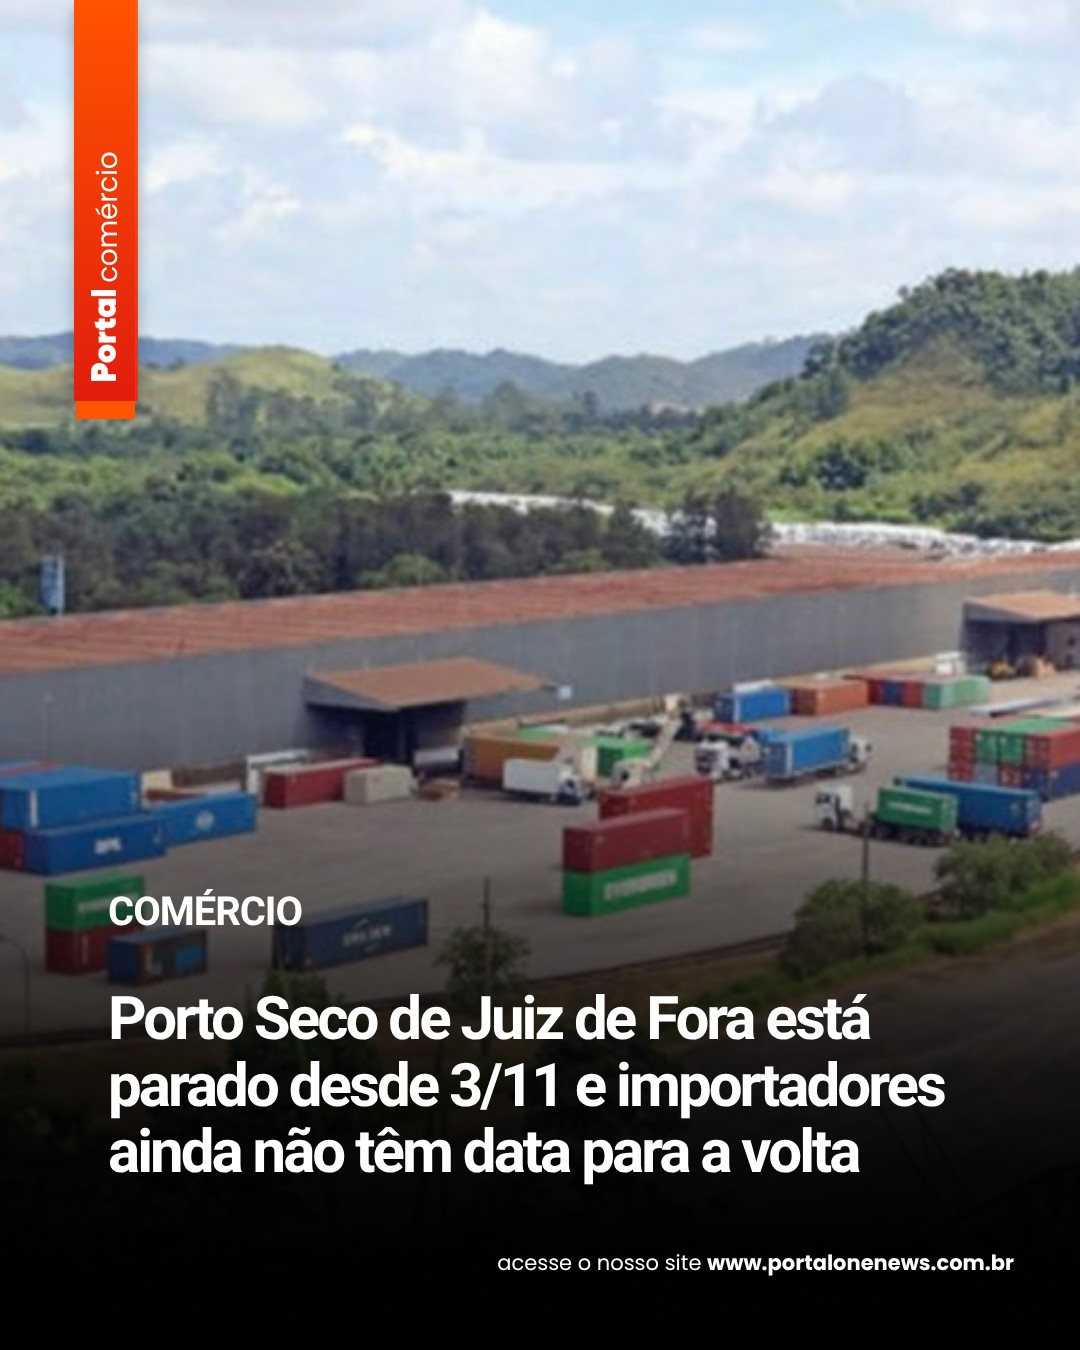 Portal comércio
COMÉRCIO
Porto Seco de Juiz de Fora está
parado desde 3/11 e importadores
ainda não têm data para a volta
acesse o nosso site www.portalonenews.com.br